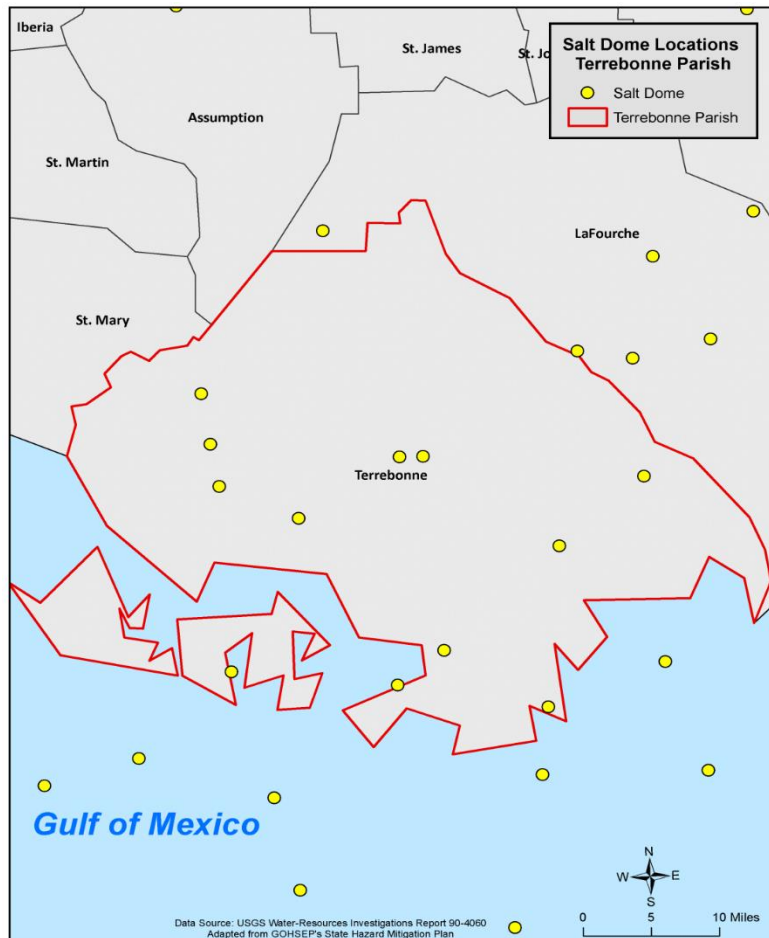 Iberia
St. James
St. Jo
Assumption
St. Martin
LaFourche
St. Mary
Terrebonne
Salt Dome Locations
Terrebonne Parish
Salt Dome
Terrebonne Parish
Gulf of Mexico
N
W E
S
0 5 10 Miles
Data Source: USGS Water-Resources Investigations Report 90-4060
Adapted from GOHSEP's State Hazard Mitigation Plan